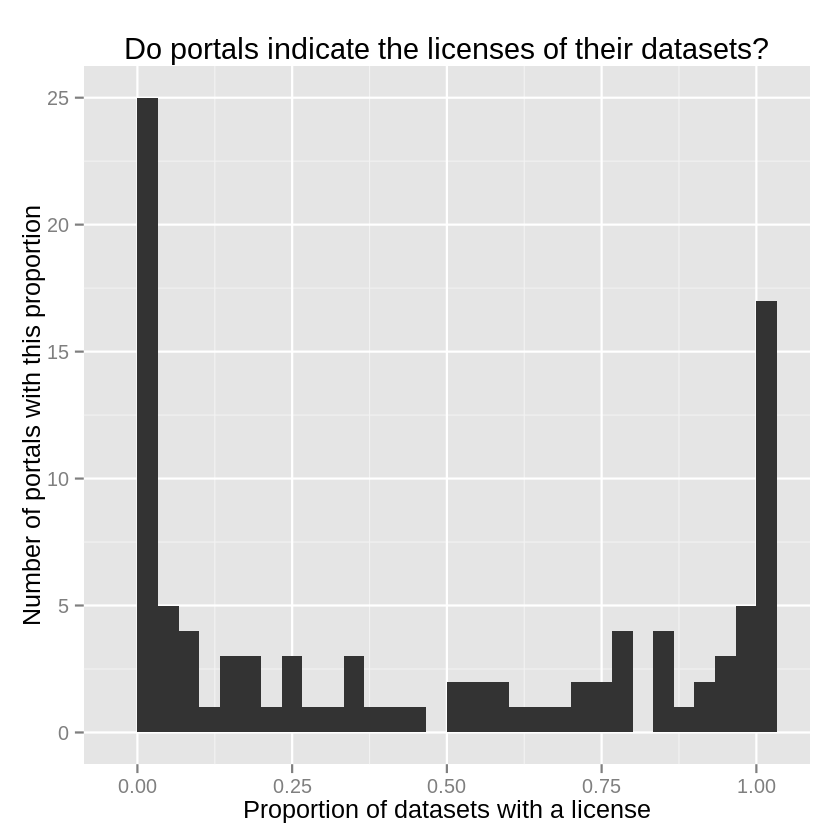 Do portals indicate the licenses of their datasets?
Number of portals with this proportion
25
20
15
10
5
0
0.00 0.25 0.50 0.75 1.00
Proportion of datasets with a license